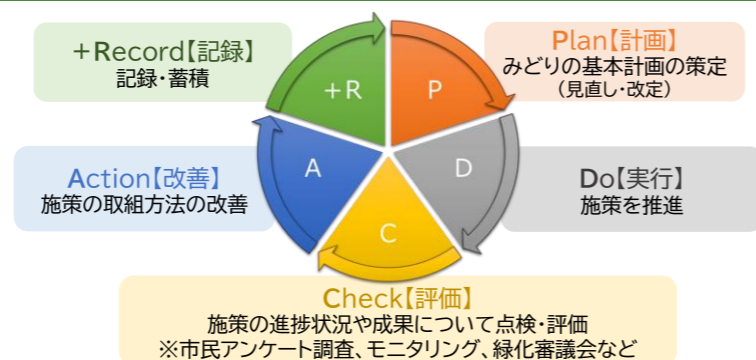 +Record【記録】
記録・蓄積
Plan【計画】
みどりの基本計画の策定
（見直し・改定）
+R
P
Action【改善】
施策の取組方法の改善
A
D
Do【実行】
施策を推進
C
Check【評価】
施策の進捗状況や成果について点検・評価
※市民アンケート調査、モニタリング、緑化審議会など